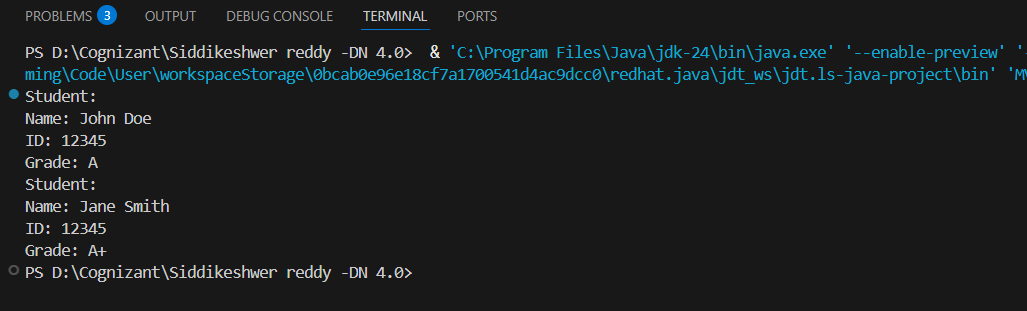 PROBLEMS 3 OUTPUT DEBUG CONSOLE TERMINAL PORTS
PS D:\Cognizant\Siddikeshwer reddy -DN 4.0> & 'C:\Program Files\Java\jdk-24\bin\java.exe' '--enable-preview' '
ming\Code\User\workspaceStorage\0bcab0e96e18cf7a1700541d4ac9dcc0\redhat.java\jdt_ws\jdt.ls-java-project\bin' 'MV
Student:
Name: John Doe
ID: 12345
Grade: A
Student:
Name: Jane Smith
ID: 12345
Grade: A+
PS D:\Cognizant\Siddikeshwer reddy -DN 4.0>